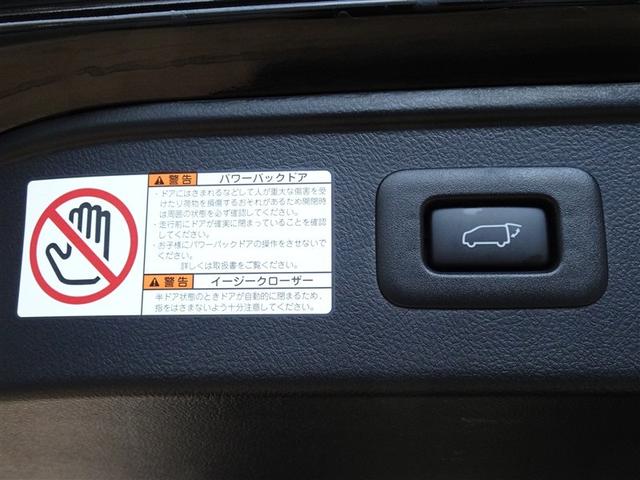 警告 パワーバックドア
・ドアにはさまれるなどして人が重大な傷害を受
けたり荷物を損傷するおそれがあるため開閉時
は周囲の状態を必ず確認してください。
・走行前にドアが確実に閉まっていることを確認
してください。
・お子様にパワーバックドアの操作をさせないで
ください。
詳しくは取扱書をご覧ください。
警告 イージークローザー
半ドア状態のときドアが自動的に閉まるため、
指をはさまないよう十分注意してください。